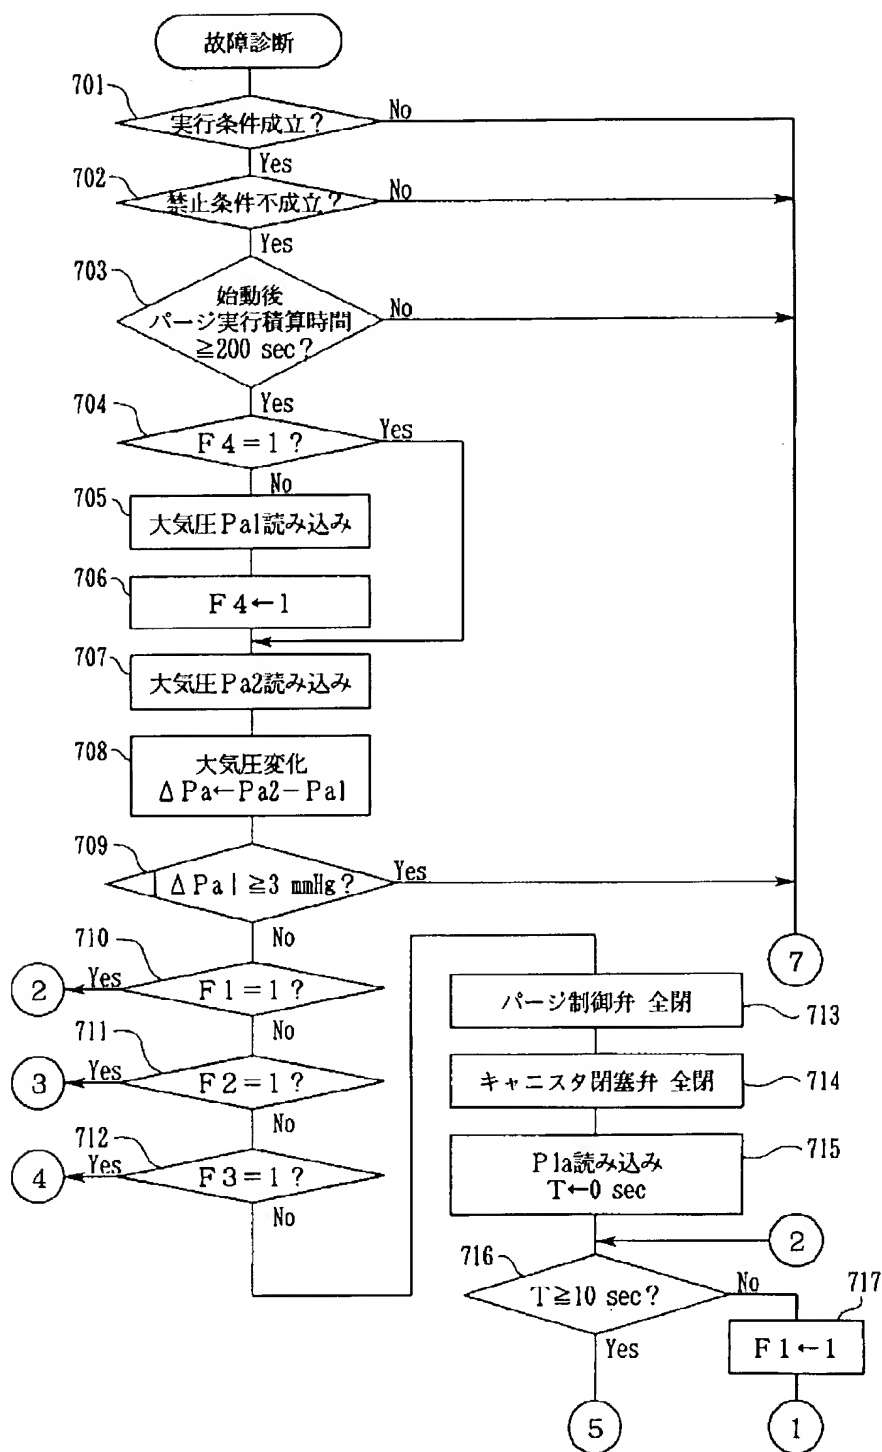 故障診断
701
実行条件成立?
No
Yes
702
禁止条件不成立?
No
Yes
703
始動後
パージ実行積算時間
≧200 sec?
No
Yes
704
F4=1?
Yes
No
705
大気圧Pa1読み込み
706
F4←1
707
大気圧Pa2読み込み
708
大気圧変化
ΔPa←Pa2-Pa1
709
|ΔPa|≧3 mmHg?
Yes
No
7
710
F1=1?
Yes
2
No
711
F2=1?
Yes
3
No
712
F3=1?
Yes
4
No
パージ制御弁 全閉
713
キャニスタ閉塞弁 全閉
714
P1a読み込み
T←0 sec
715
2
716
T≧10 sec?
No
717
F1←1
Yes
5
1